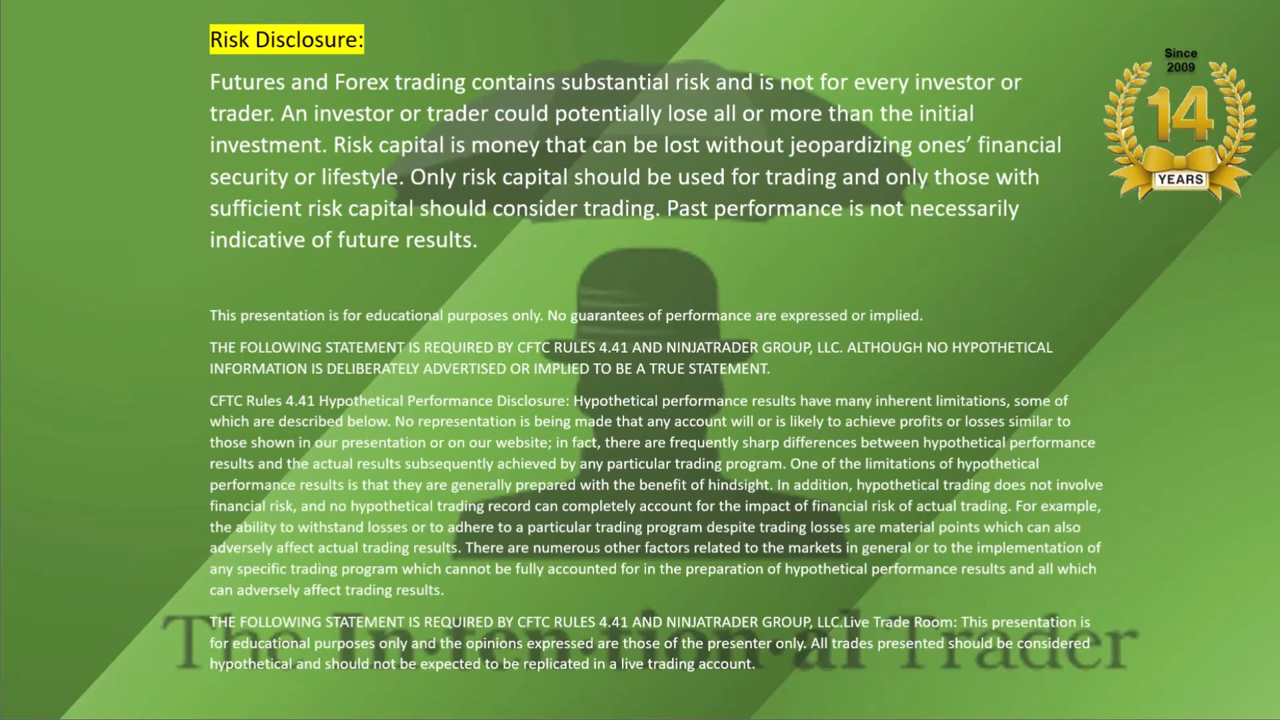 Risk Disclosure:
Since
2009
14
YEARS
Futures and Forex trading contains substantial risk and is not for every investor or
trader. An investor or trader could potentially lose all or more than the initial
investment. Risk capital is money that can be lost without jeopardizing ones’ financial
security or lifestyle. Only risk capital should be used for trading and only those with
sufficient risk capital should consider trading. Past performance is not necessarily
indicative of future results.
This presentation is for educational purposes only. No guarantees of performance are expressed or implied.
THE FOLLOWING STATEMENT IS REQUIRED BY CFTC RULES 4.41 AND NINJATRADER GROUP, LLC. ALTHOUGH NO HYPOTHETICAL
INFORMATION IS DELIBERATELY ADVERTISED OR IMPLIED TO BE A TRUE STATEMENT.
CFTC Rules 4.41 Hypothetical Performance Disclosure: Hypothetical performance results have many inherent limitations, some of
which are described below. No representation is being made that any account will or is likely to achieve profits or losses similar to
those shown in our presentation or on our website; in fact, there are frequently sharp differences between hypothetical performance
results and the actual results subsequently achieved by any particular trading program. One of the limitations of hypothetical
performance results is that they are generally prepared with the benefit of hindsight. In addition, hypothetical trading does not involve
financial risk, and no hypothetical trading record can completely account for the impact of financial risk of actual trading. For example,
the ability to withstand losses or to adhere to a particular trading program despite trading losses are material points which can also
adversely affect actual trading results. There are numerous other factors related to the markets in general or to the implementation of
any specific trading program which cannot be fully accounted for in the preparation of hypothetical performance results and all which
can adversely affect trading results.
THE FOLLOWING STATEMENT IS REQUIRED BY CFTC RULES 4.41 AND NINJATRADER GROUP, LLC.Live Trade Room: This presentation is
for educational purposes only and the opinions expressed are those of the presenter only. All trades presented should be considered
hypothetical and should not be expected to be replicated in a live trading account.
The Trader